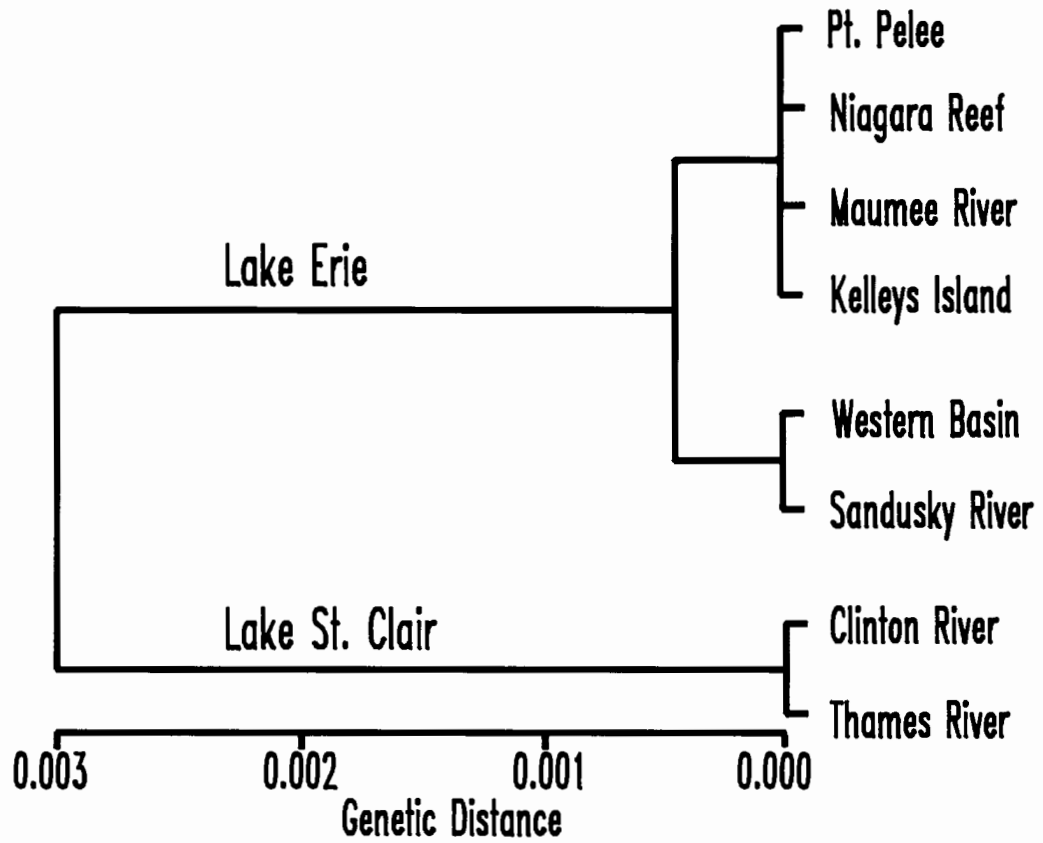 Pt. Pelee
Niagara Reef
Maumee River
Lake Erie
Kelleys Island
Western Basin
Sandusky River
Lake St. Clair
Clinton River
Thames River
0.003 0.002 0.001 0.000
Genetic Distance